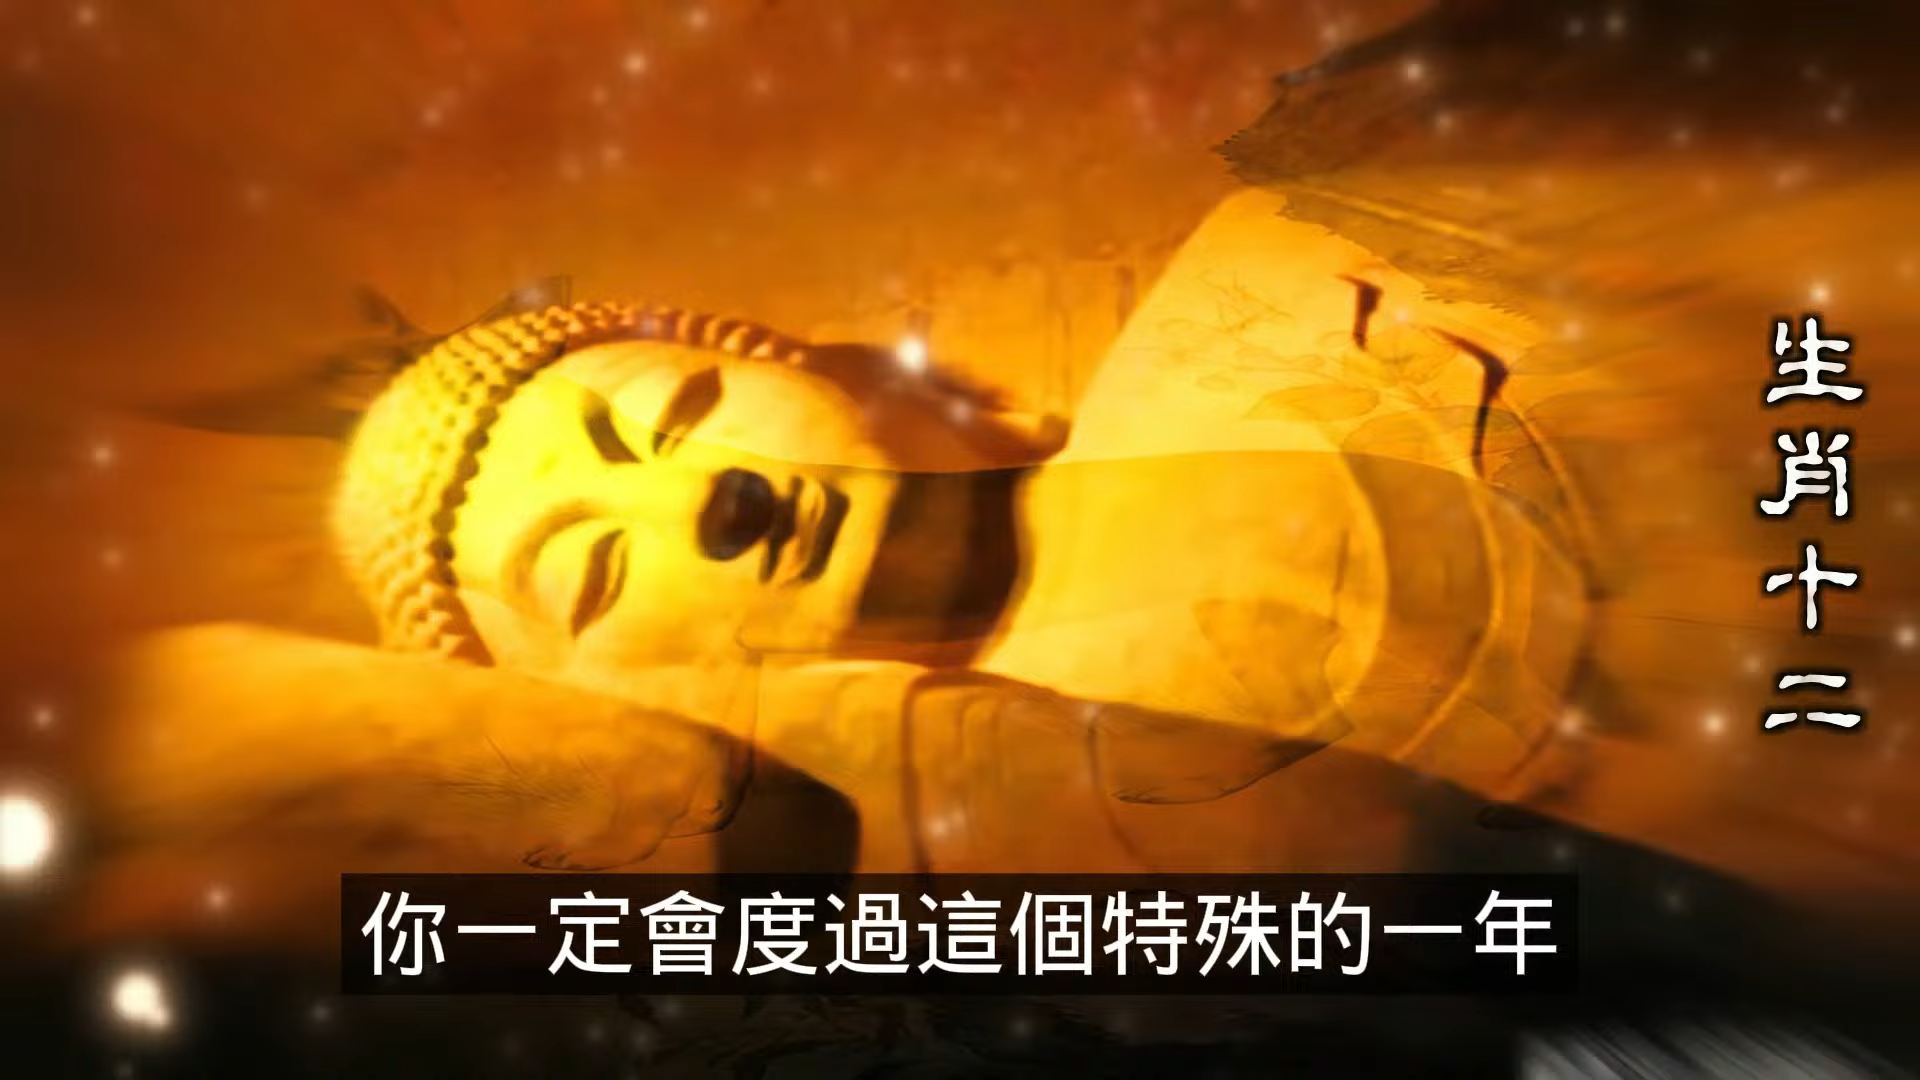 生肖十二
你一定會度過這個特殊的一年